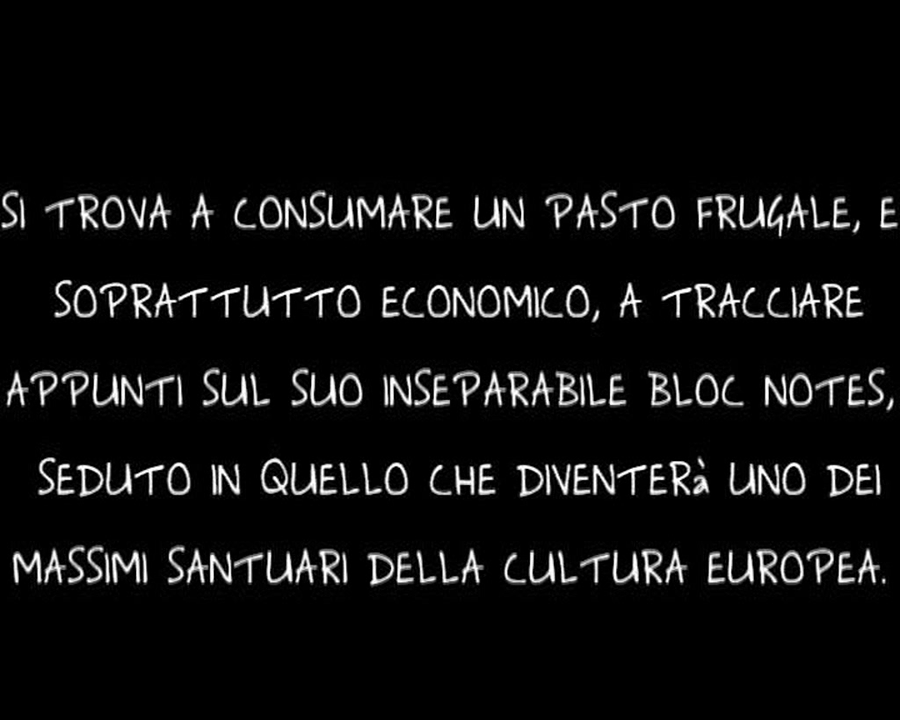 SI TROVA A CONSUMARE UN PASTO FRUGALE, E
SOPRATTUTTO ECONOMICO, A TRACCIARE
APPUNTI SUL SUO INSEPARABILE BLOC NOTES,
SEDUTO IN QUELLO CHE DIVENTERà UNO DEI
MASSIMI SANTUARI DELLA CULTURA EUROPEA.